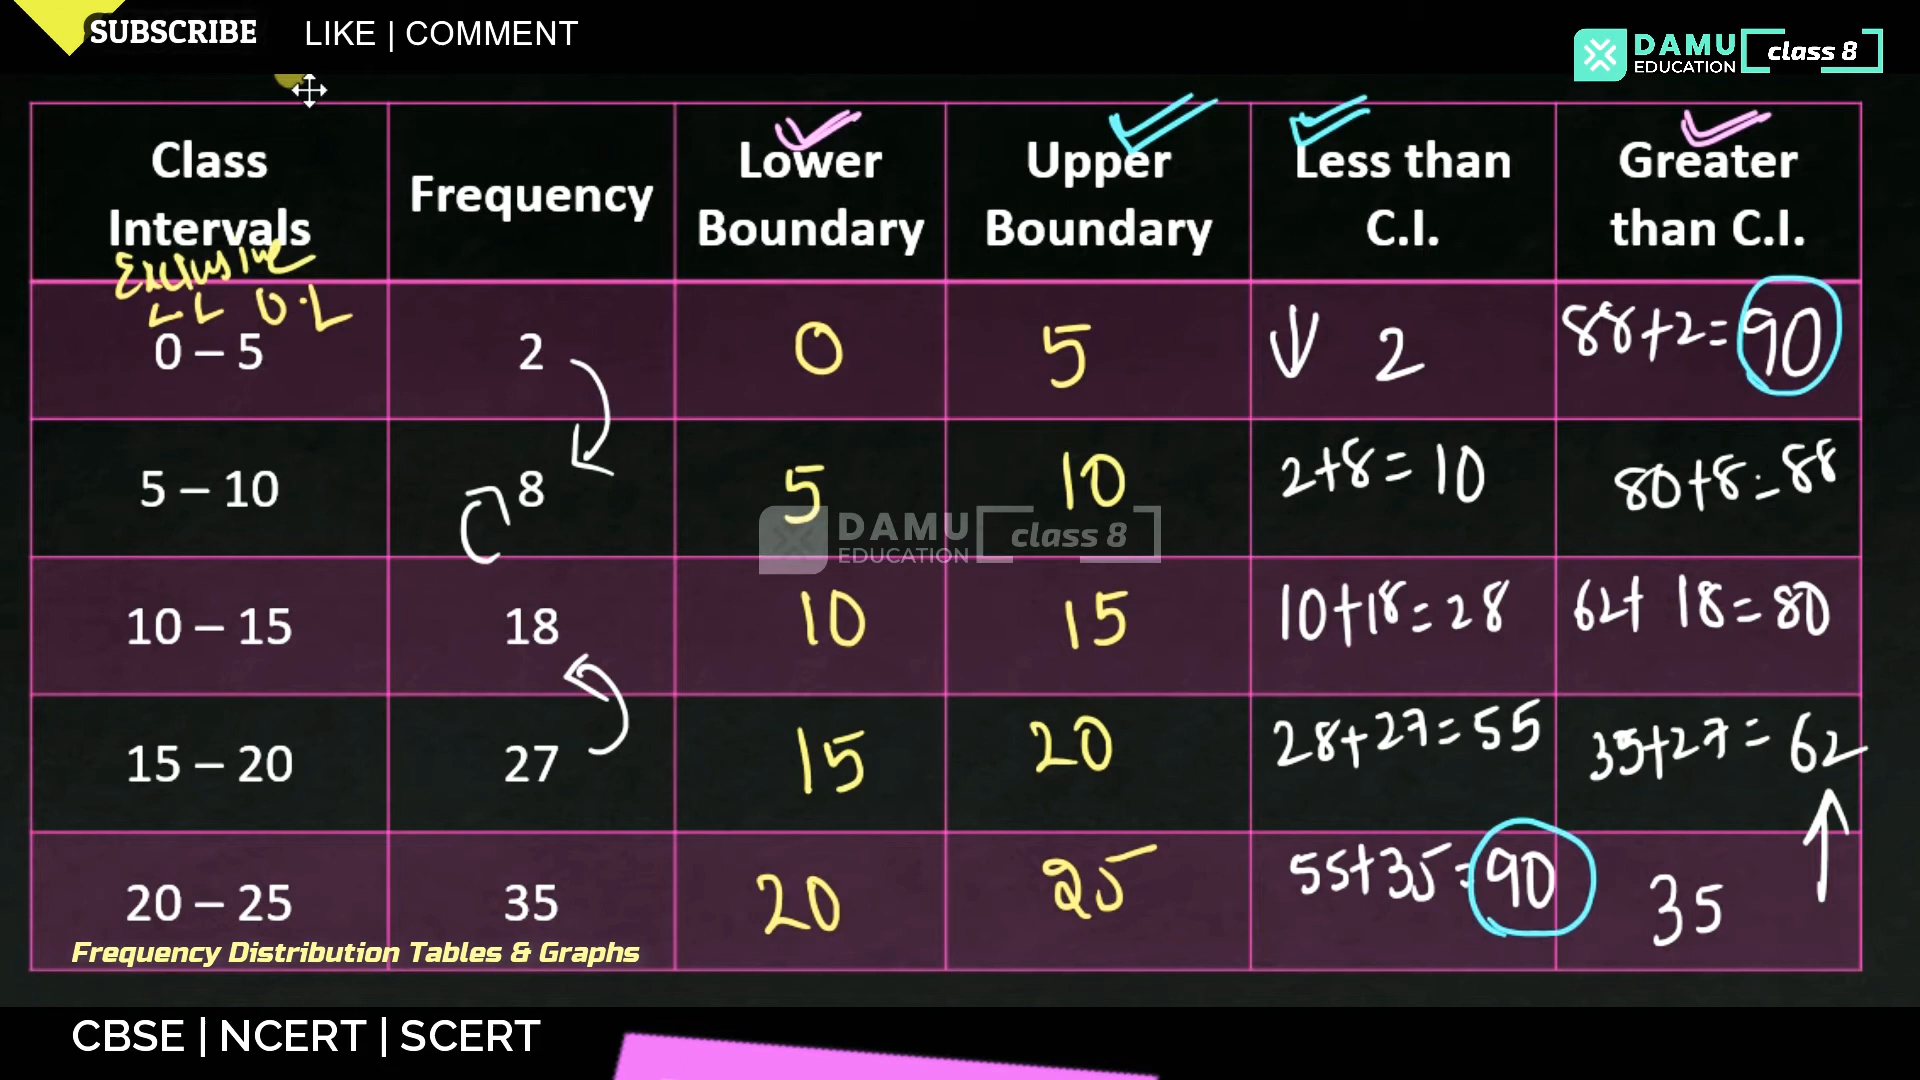 SUBSCRIBE LIKE | COMMENT
DAMU EDUCATION class 8
Class Intervals Frequency Lower Boundary Upper Boundary Less than C.I. Greater than C.I.
Exclusive
L L U.L
0 – 5 2 0 5 2 88+2=90
5 – 10 8 5 10 2+8=10 80+8=88
DAMU EDUCATION class 8
10 – 15 18 10 15 10+18=28 62+18=80
15 – 20 27 15 20 28+27=55 35+27=62
20 – 25 35 20 25 55+35=90 35
Frequency Distribution Tables & Graphs
CBSE | NCERT | SCERT